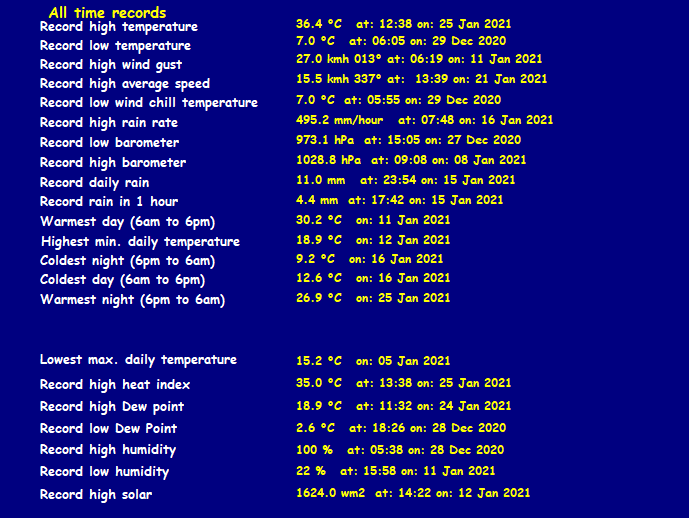 All time records
Record high temperature 36.4 °C at: 12:38 on: 25 Jan 2021
Record low temperature 7.0 °C at: 06:05 on: 29 Dec 2020
Record high wind gust 27.0 kmh 013° at: 06:19 on: 11 Jan 2021
Record high average speed 15.5 kmh 337° at: 13:39 on: 21 Jan 2021
Record low wind chill temperature 7.0 °C at: 05:55 on: 29 Dec 2020
Record high rain rate 495.2 mm/hour at: 07:48 on: 16 Jan 2021
Record low barometer 973.1 hPa at: 15:05 on: 27 Dec 2020
Record high barometer 1028.8 hPa at: 09:08 on: 08 Jan 2021
Record daily rain 11.0 mm at: 23:54 on: 15 Jan 2021
Record rain in 1 hour 4.4 mm at: 17:42 on: 15 Jan 2021
Warmest day (6am to 6pm) 30.2 °C on: 11 Jan 2021
Highest min. daily temperature 18.9 °C on: 12 Jan 2021
Coldest night (6pm to 6am) 9.2 °C on: 16 Jan 2021
Coldest day (6am to 6pm) 12.6 °C on: 16 Jan 2021
Warmest night (6pm to 6am) 26.9 °C on: 25 Jan 2021
Lowest max. daily temperature 15.2 °C on: 05 Jan 2021
Record high heat index 35.0 °C at: 13:38 on: 25 Jan 2021
Record high Dew point 18.9 °C at: 11:32 on: 24 Jan 2021
Record low Dew Point 2.6 °C at: 18:26 on: 28 Dec 2020
Record high humidity 100 % at: 05:38 on: 28 Dec 2020
Record low humidity 22 % at: 15:58 on: 11 Jan 2021
Record high solar 1624.0 wm2 at: 14:22 on: 12 Jan 2021